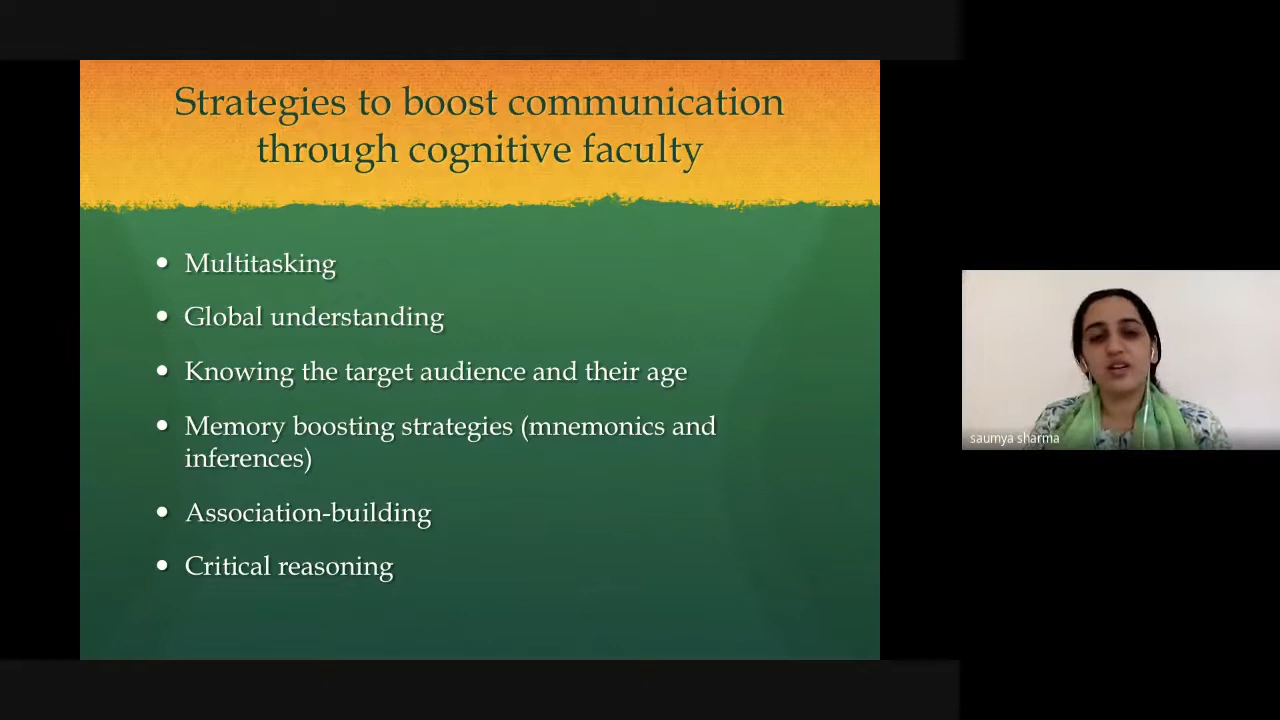 Strategies to boost communication
through cognitive faculty
• Multitasking
• Global understanding
• Knowing the target audience and their age
• Memory boosting strategies (mnemonics and
inferences)
• Association-building
• Critical reasoning
saumya sharma